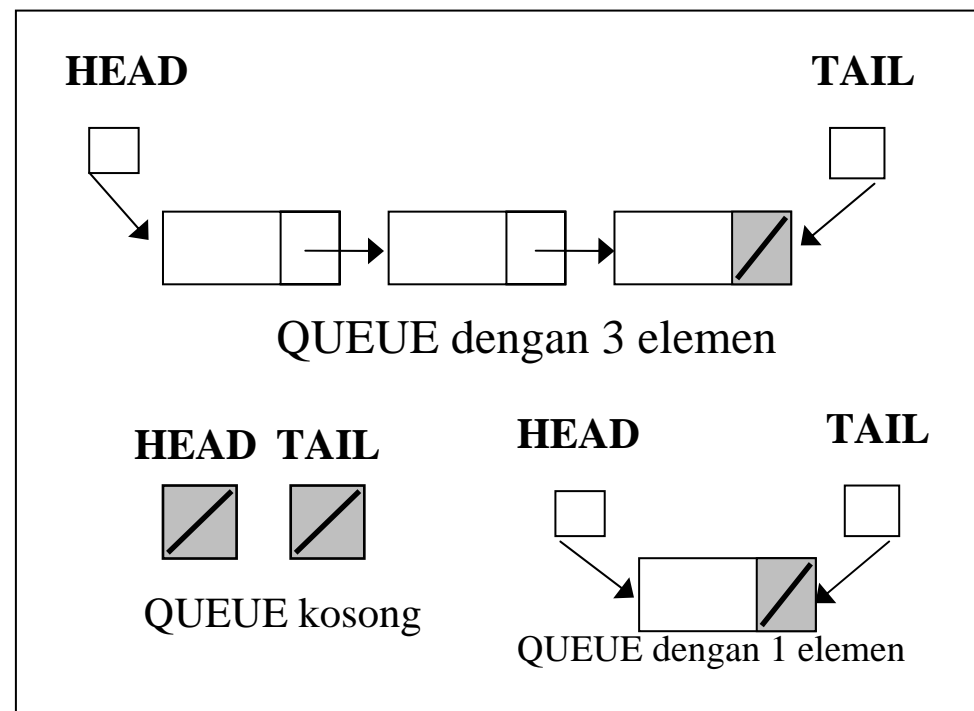 HEAD TAIL
QUEUE dengan 3 elemen
HEAD TAIL
QUEUE kosong
HEAD TAIL
QUEUE dengan 1 elemen